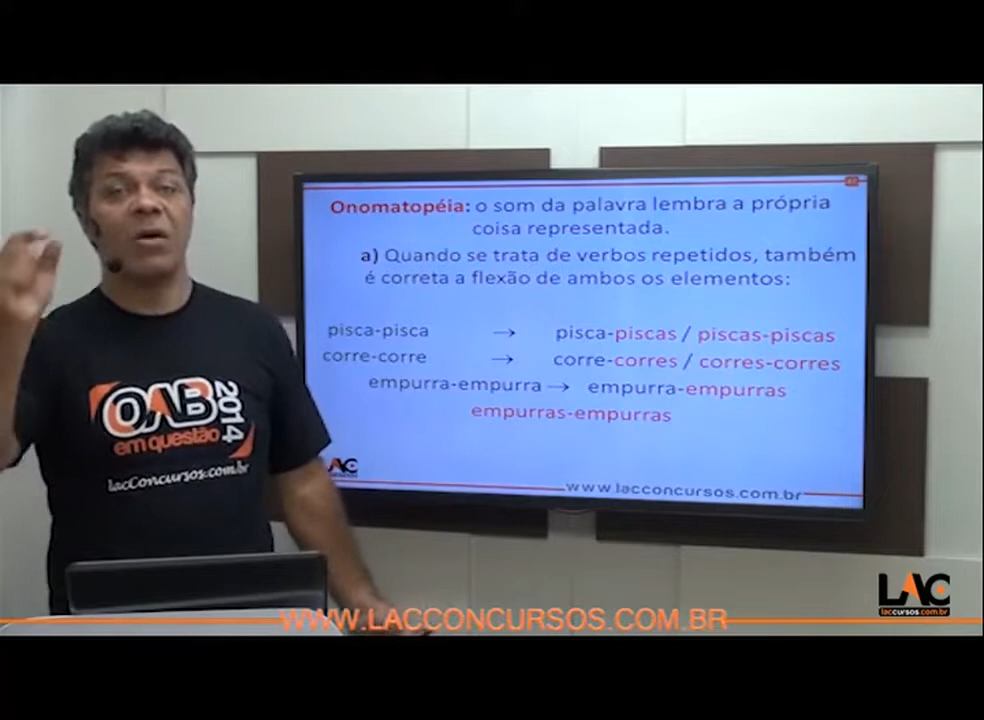 Onomatopéia: o som da palavra lembra a própria
coisa representada.
a) Quando se trata de verbos repetidos, também
é correta a flexão de ambos os elementos:
pisca-pisca → pisca-piscas / piscas-piscas
corre-corre → corre-corres / corres-corres
empurra-empurra → empurra-empurras
empurras-empurras
LAC
www.lacconcursos.com.br
OAB
2014
em questão
LacConcursos.com.br
LAC
laccursos.com.br
WWW.LACCONCURSOS.COM.BR